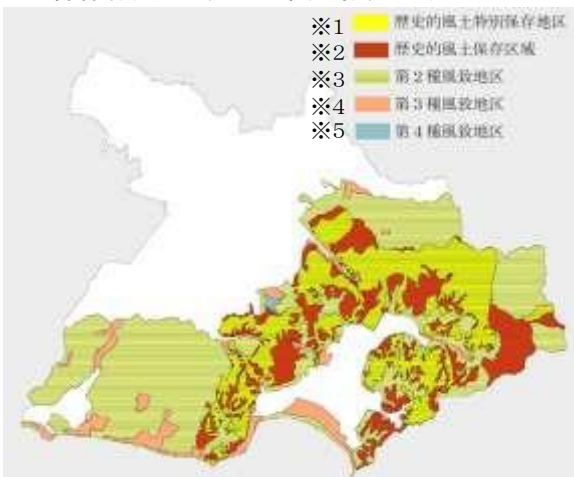 ※1 歴史的風土特別保存地区
※2 歴史的風土保存区域
※3 第2種風致地区
※4 第3種風致地区
※5 第4種風致地区